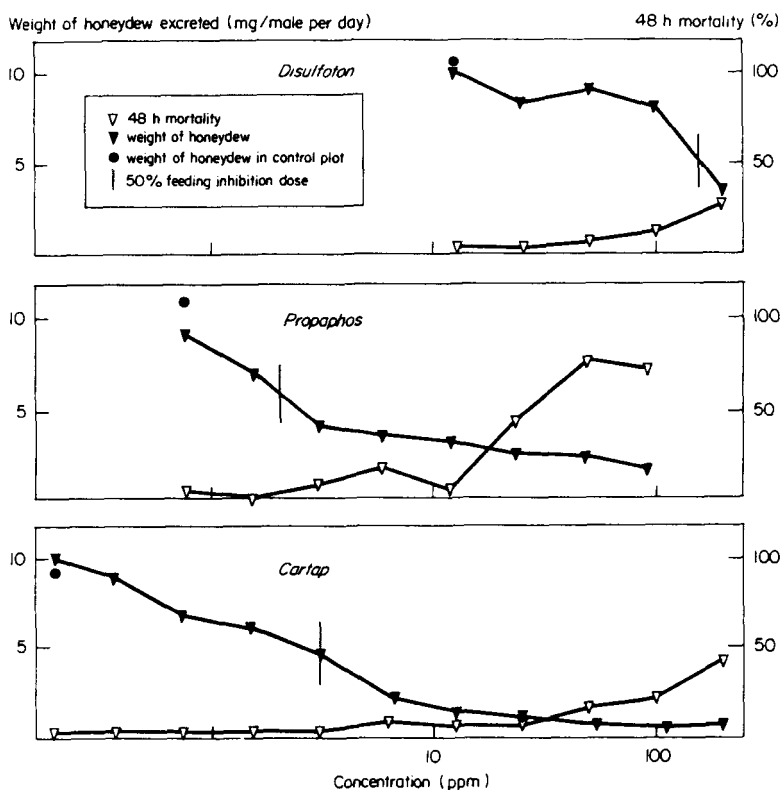 Weight of honeydew excreted (mg/male per day) 48 h mortality (%)
Disulfoton
10 100
▽ 48 h mortality
▼ weight of honeydew
● weight of honeydew in control plot
| 50% feeding inhibition dose
5 50
Propaphos
10 100
5 50
Cartap
10 100
5 50
10 100
Concentration (ppm)